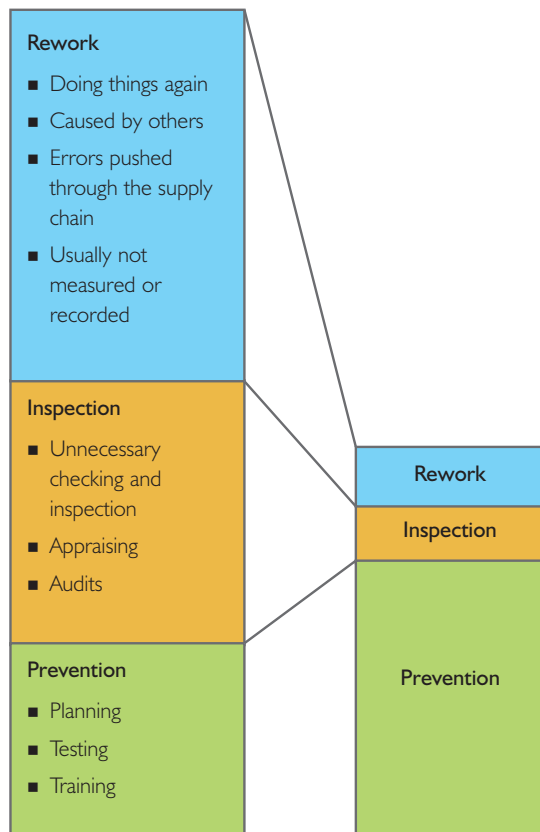 Rework
■ Doing things again
■ Caused by others
■ Errors pushed
through the supply
chain
■ Usually not
measured or
recorded
Inspection
■ Unnecessary
checking and
inspection
■ Appraising
■ Audits
Prevention
■ Planning
■ Testing
■ Training
Rework
Inspection
Prevention